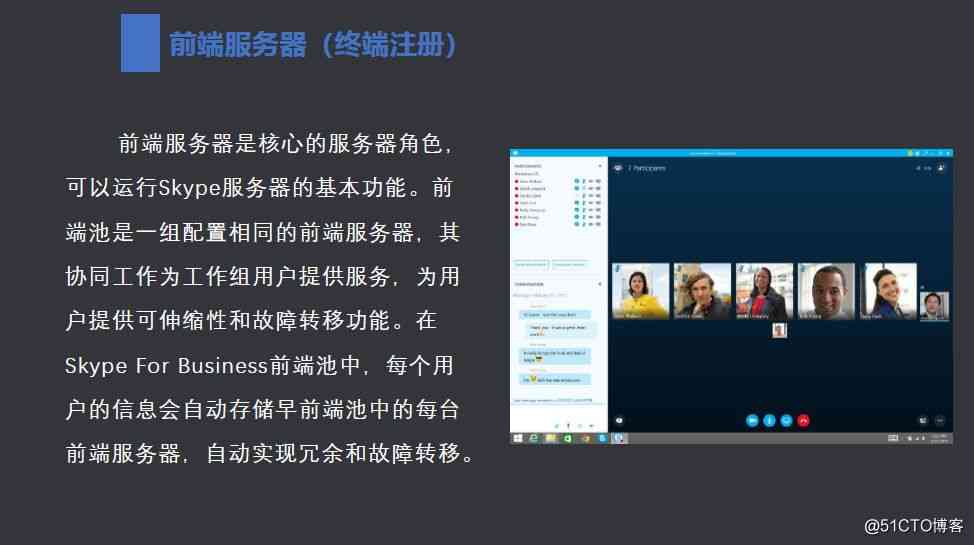 前端服务器（终端注册）
前端服务器是核心的服务器角色，
可以运行Skype服务器的基本功能。前
端池是一组配置相同的前端服务器，其
协同工作为工作组用户提供服务，为用
户提供可伸缩性和故障转移功能。在
Skype For Business前端池中，每个用
户的信息会自动存储早前端池中的每台
前端服务器，自动实现冗余和故障转移。
PARTICIPANTS
7 Participants
CONVERSATION
@51CTO博客